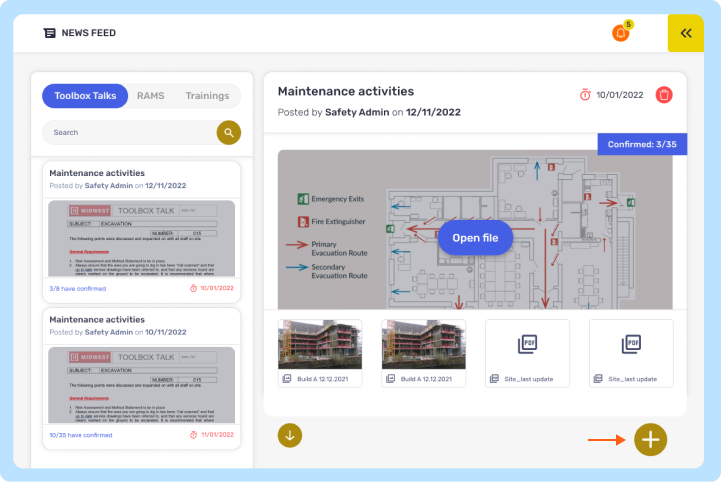 NEWS FEED
5
Toolbox Talks
RAMS
Trainings
Search
Maintenance activities
Posted by Safety Admin on 12/11/2022
MIDWEST
TOOLBOX TALK
SUBJECT: EXCAVATION
NUMBER: 015
The following points were discussed and expanded on with all staff on site
General Requirements
1. Risk Assessment and Method Statement to be in place
2. Always ensure that the area you are going to dig in has been "Cat scanned" and that
up to date service drawings have been referred to, and that any services found are
clearly marked on the ground to be excavated. It is recommended that where
3/8 have confirmed
10/01/2022
Maintenance activities
Posted by Safety Admin on 10/11/2022
MIDWEST
TOOLBOX TALK
SUBJECT: EXCAVATION
NUMBER: 015
The following points were discussed and expanded on with all staff on site
General Requirements
1. Risk Assessment and Method Statement to be in place
2. Always ensure that the area you are going to dig in has been "Cat scanned" and that
up to date service drawings have been referred to, and that any services found are
clearly marked on the ground to be excavated. It is recommended that where
10/35 have confirmed
11/01/2022
Maintenance activities
Posted by Safety Admin on 12/11/2022
10/01/2022
Confirmed: 3/35
Emergency Exits
Fire Extinguisher
Primary
Evacuation Route
Secondary
Evacuation Route
Open file
Build A 12.12.2021
Build A 12.12.2021
PDF
Site_last update
PDF
Site_last update